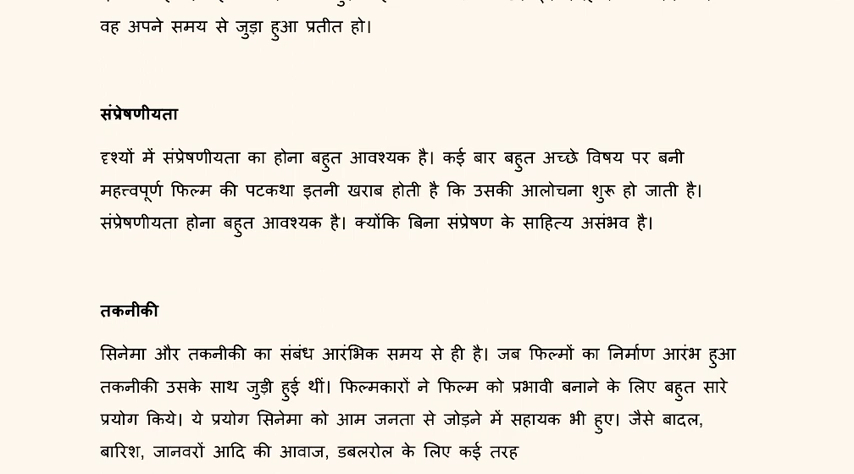 वह अपने समय से जुड़ा हुआ प्रतीत हो।
संप्रेषणीयता
दृश्यों में संप्रेषणीयता का होना बहुत आवश्यक है। कई बार बहुत अच्छे विषय पर बनी
महत्त्वपूर्ण फिल्म की पटकथा इतनी खराब होती है कि उसकी आलोचना शुरू हो जाती है।
संप्रेषणीयता होना बहुत आवश्यक है। क्योंकि बिना संप्रेषण के साहित्य असंभव है।
तकनीकी
सिनेमा और तकनीकी का संबंध आरंभिक समय से ही है। जब फिल्मों का निर्माण आरंभ हुआ
तकनीकी उसके साथ जुड़ी हुई थीं। फिल्मकारों ने फिल्म को प्रभावी बनाने के लिए बहुत सारे
प्रयोग किये। ये प्रयोग सिनेमा को आम जनता से जोड़ने में सहायक भी हुए। जैसे बादल,
बारिश, जानवरों आदि की आवाज, डबलरोल के लिए कई तरह